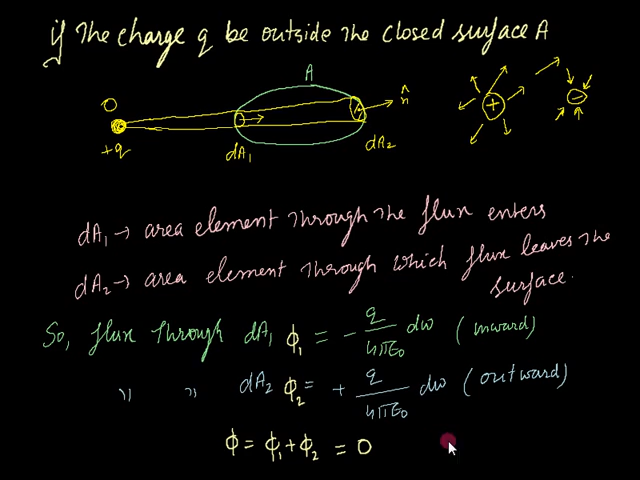 if The charge q be outside the closed surface A
A
O
n̂
+
-
+q
dA₁
dA₂
dA₁ → area element through the flux enters
dA₂ → area element through which flux leaves the
surface.
So, flux through dA₁ ϕ₁ = - q/4πε₀ dω (inward)
" " dA₂ ϕ₂ = + q/4πε₀ dω (outward)
ϕ = ϕ₁ + ϕ₂ = 0